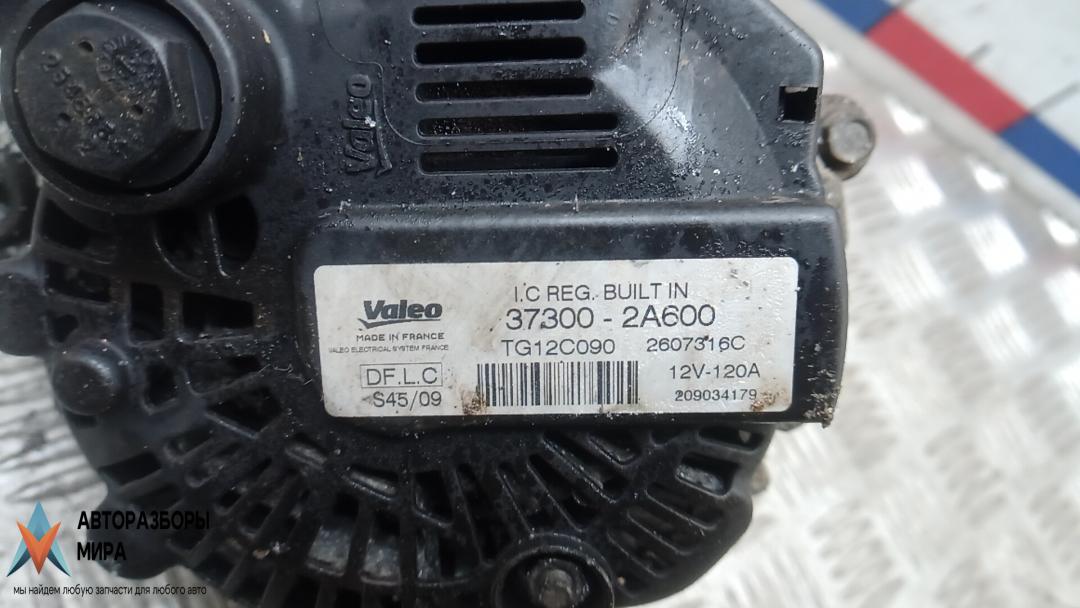 Valeo
Valeo
MADE IN FRANCE
VALEO ELECTRICAL SYSTEM FRANCE
DF.L.C
S45/09
I.C REG. BUILT IN
37300 - 2A600
TG12C090 2607316C
12V-120A
209034179
АВТОРАЗБОРЫ
МИРА
мы найдем любую запчасти для любого авто